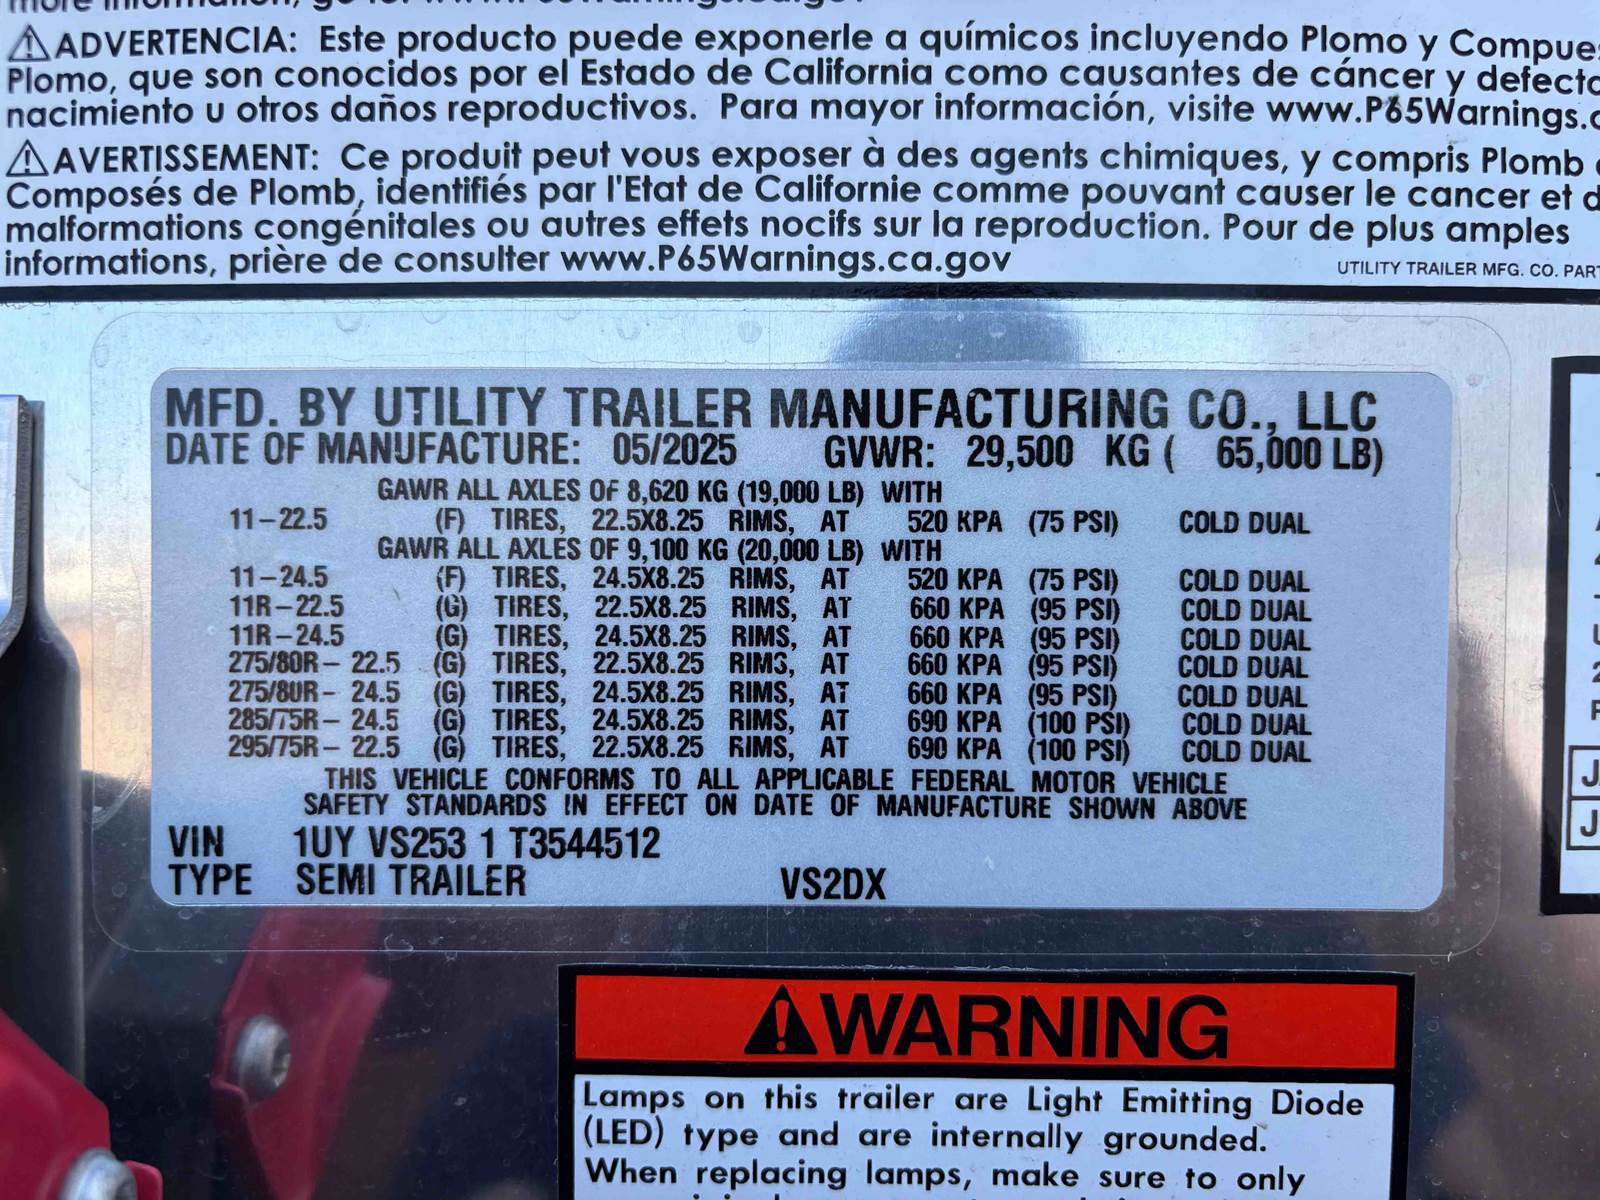 ⚠ADVERTENCIA: Este producto puede exponerle a químicos incluyendo Plomo y
Plomo, que son conocidos por el Estado de California como causantes de cáncer y
nacimiento u otros daños reproductivos. Para mayor información, visite www.P65Warnings.
⚠AVERTISSEMENT: Ce produit peut vous exposer à des agents chimiques, y compris Plomb
Composés de Plomb, identifiés par l'Etat de Californie comme pouvant causer le cancer et
malformations congénitales ou autres effets nocifs sur la reproduction. Pour de plus amples
informations, prière de consulter www.P65Warnings.ca.gov
UTILITY TRAILER MFG. CO.
MFD. BY UTILITY TRAILER MANUFACTURING CO., LLC
DATE OF MANUFACTURE: 05/2025 GVWR: 29,500 KG ( 65,000 LB)
GAWR ALL AXLES OF 8,620 KG (19,000 LB) WITH
11-22.5 (F) TIRES, 22.5X8.25 RIMS, AT 520 KPA (75 PSI) COLD DUAL
GAWR ALL AXLES OF 9,100 KG (20,000 LB) WITH
11-24.5 (F) TIRES, 24.5X8.25 RIMS, AT 520 KPA (75 PSI) COLD DUAL
11R-22.5 (G) TIRES, 22.5X8.25 RIMS, AT 660 KPA (95 PSI) COLD DUAL
11R-24.5 (G) TIRES, 24.5X8.25 RIMS, AT 660 KPA (95 PSI) COLD DUAL
275/80R- 22.5 (G) TIRES, 22.5X8.25 RIMS, AT 660 KPA (95 PSI) COLD DUAL
275/80R- 24.5 (G) TIRES, 24.5X8.25 RIMS, AT 660 KPA (95 PSI) COLD DUAL
285/75R- 24.5 (G) TIRES, 24.5X8.25 RIMS, AT 690 KPA (100 PSI) COLD DUAL
295/75R- 22.5 (G) TIRES, 22.5X8.25 RIMS, AT 690 KPA (100 PSI) COLD DUAL
THIS VEHICLE CONFORMS TO ALL APPLICABLE FEDERAL MOTOR VEHICLE
SAFETY STANDARDS IN EFFECT ON DATE OF MANUFACTURE SHOWN ABOVE
VIN 1UY VS253 1 T3544512
TYPE SEMI TRAILER VS2DX
⚠WARNING
Lamps on this trailer are Light Emitting Diode
(LED) type and are internally grounded.
When replacing lamps, make sure to only